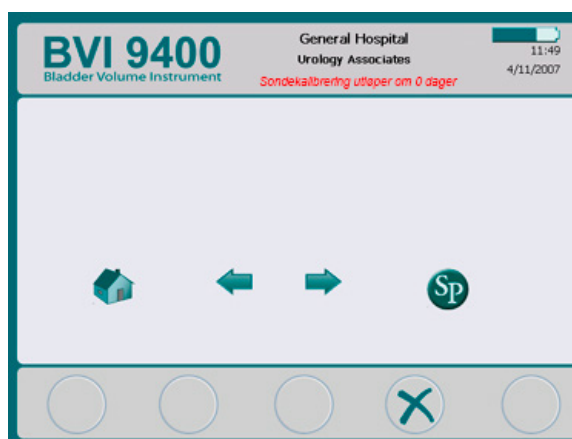 BVI 9400
Bladder Volume Instrument
General Hospital
Urology Associates
Sondekalibrering utløper om 0 dager
11:49
4/11/2007
SP